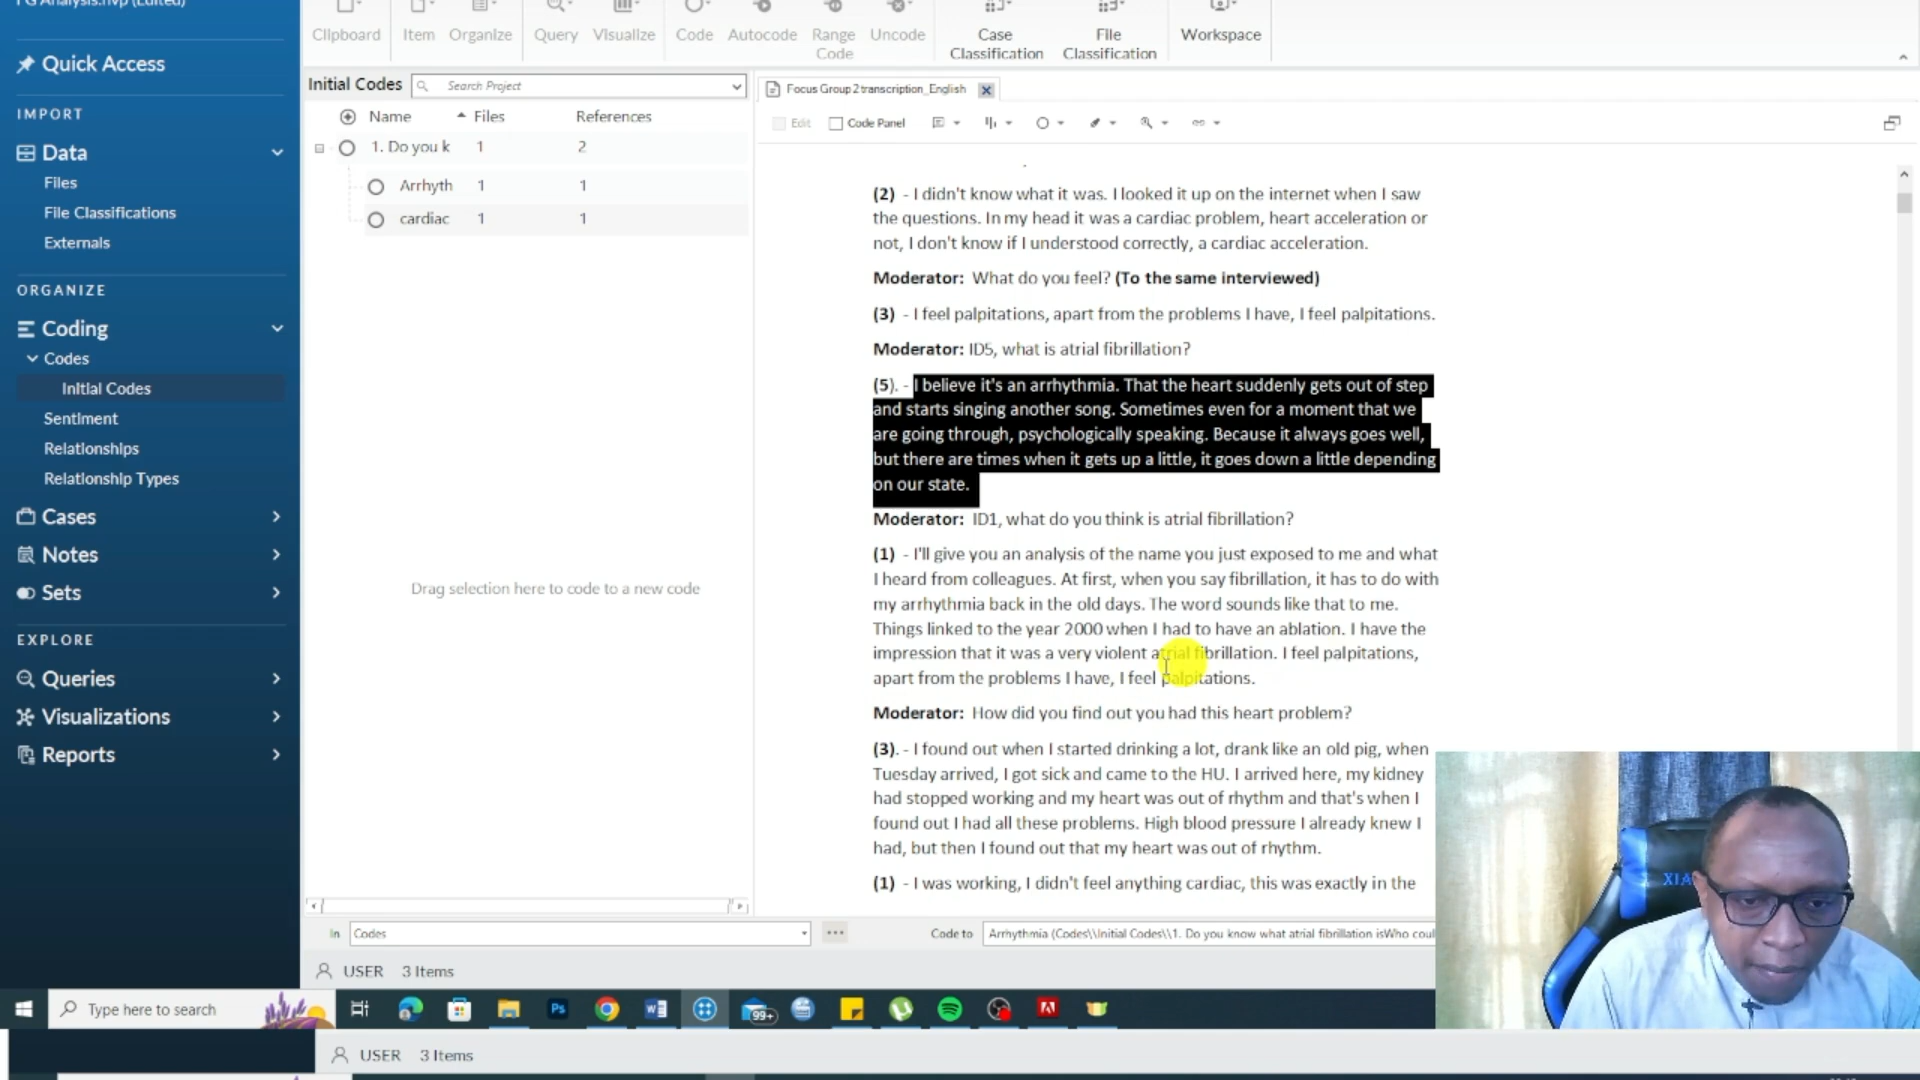 FG Analysis.nvp (Edited)
Quick Access
IMPORT
Data
Files
File Classifications
Externals
ORGANIZE
Coding
Codes
Initial Codes
Sentiment
Relationships
Relationship Types
Cases
Notes
Sets
EXPLORE
Queries
Visualizations
Reports
Clipboard
Item
Organize
Query
Visualize
Code
Autocode
Range
Code
Uncode
Case
Classification
File
Classification
Workspace
Initial Codes
Search Project
Name Files References
1. Do you k 1 2
Arrhyth 1 1
cardiac 1 1
Drag selection here to code to a new code
Focus Group 2 transcription_English
Edit Code Panel
(2) - I didn't know what it was. I looked it up on the internet when I saw
the questions. In my head it was a cardiac problem, heart acceleration or
not, I don't know if I understood correctly, a cardiac acceleration.
Moderator: What do you feel? (To the same interviewed)
(3) - I feel palpitations, apart from the problems I have, I feel palpitations.
Moderator: ID5, what is atrial fibrillation?
(5). - I believe it's an arrhythmia. That the heart suddenly gets out of step
and starts singing another song. Sometimes even for a moment that we
are going through, psychologically speaking. Because it always goes well,
but there are times when it gets up a little, it goes down a little depending
on our state.
Moderator: ID1, what do you think is atrial fibrillation?
(1) - I'll give you an analysis of the name you just exposed to me and what
I heard from colleagues. At first, when you say fibrillation, it has to do with
my arrhythmia back in the old days. The word sounds like that to me.
Things linked to the year 2000 when I had to have an ablation. I have the
impression that it was a very violent atrial fibrillation. I feel palpitations,
apart from the problems I have, I feel palpitations.
Moderator: How did you find out you had this heart problem?
(3). - I found out when I started drinking a lot, drank like an old pig, when
Tuesday arrived, I got sick and came to the HU. I arrived here, my kidney
had stopped working and my heart was out of rhythm and that's when I
found out I had all these problems. High blood pressure I already knew I
had, but then I found out that my heart was out of rhythm.
(1) - I was working, I didn't feel anything cardiac, this was exactly in the
In Codes
Code to Arrhythmia (Codes\\Initial Codes\\1. Do you know what atrial fibrillation isWho coul
USER 3 Items
Type here to search
Ps
99+
XIA
USER 3 Items